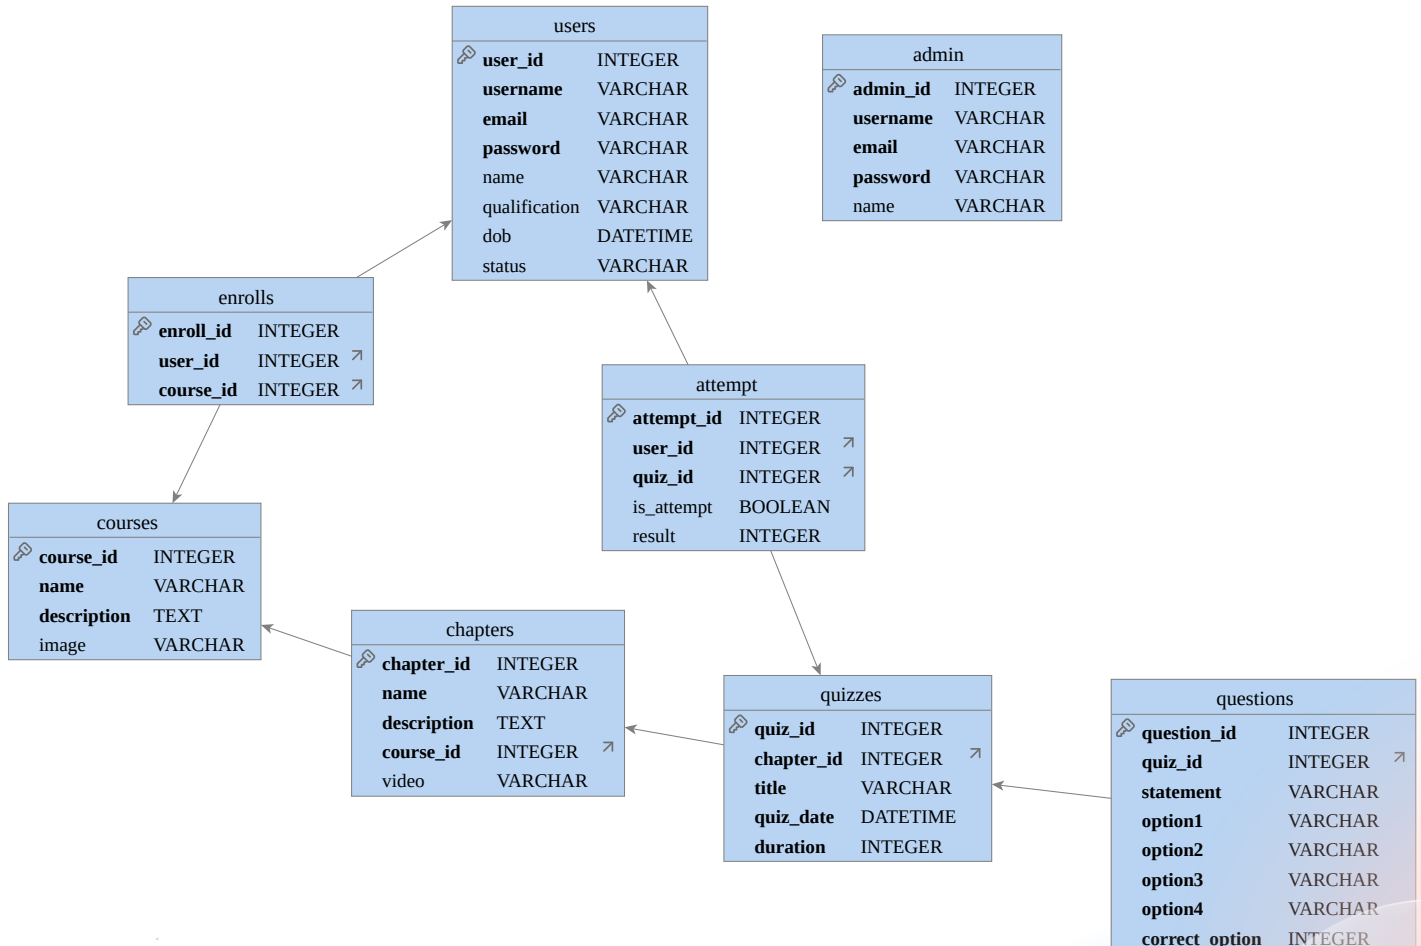 users
user_id INTEGER
username VARCHAR
email VARCHAR
password VARCHAR
name VARCHAR
qualification VARCHAR
dob DATETIME
status VARCHAR
admin
admin_id INTEGER
username VARCHAR
email VARCHAR
password VARCHAR
name VARCHAR
enrolls
enroll_id INTEGER
user_id INTEGER
course_id INTEGER
attempt
attempt_id INTEGER
user_id INTEGER
quiz_id INTEGER
is_attempt BOOLEAN
result INTEGER
courses
course_id INTEGER
name VARCHAR
description TEXT
image VARCHAR
chapters
chapter_id INTEGER
name VARCHAR
description TEXT
course_id INTEGER
video VARCHAR
quizzes
quiz_id INTEGER
chapter_id INTEGER
title VARCHAR
quiz_date DATETIME
duration INTEGER
questions
question_id INTEGER
quiz_id INTEGER
statement VARCHAR
option1 VARCHAR
option2 VARCHAR
option3 VARCHAR
option4 VARCHAR
correct_option INTEGER